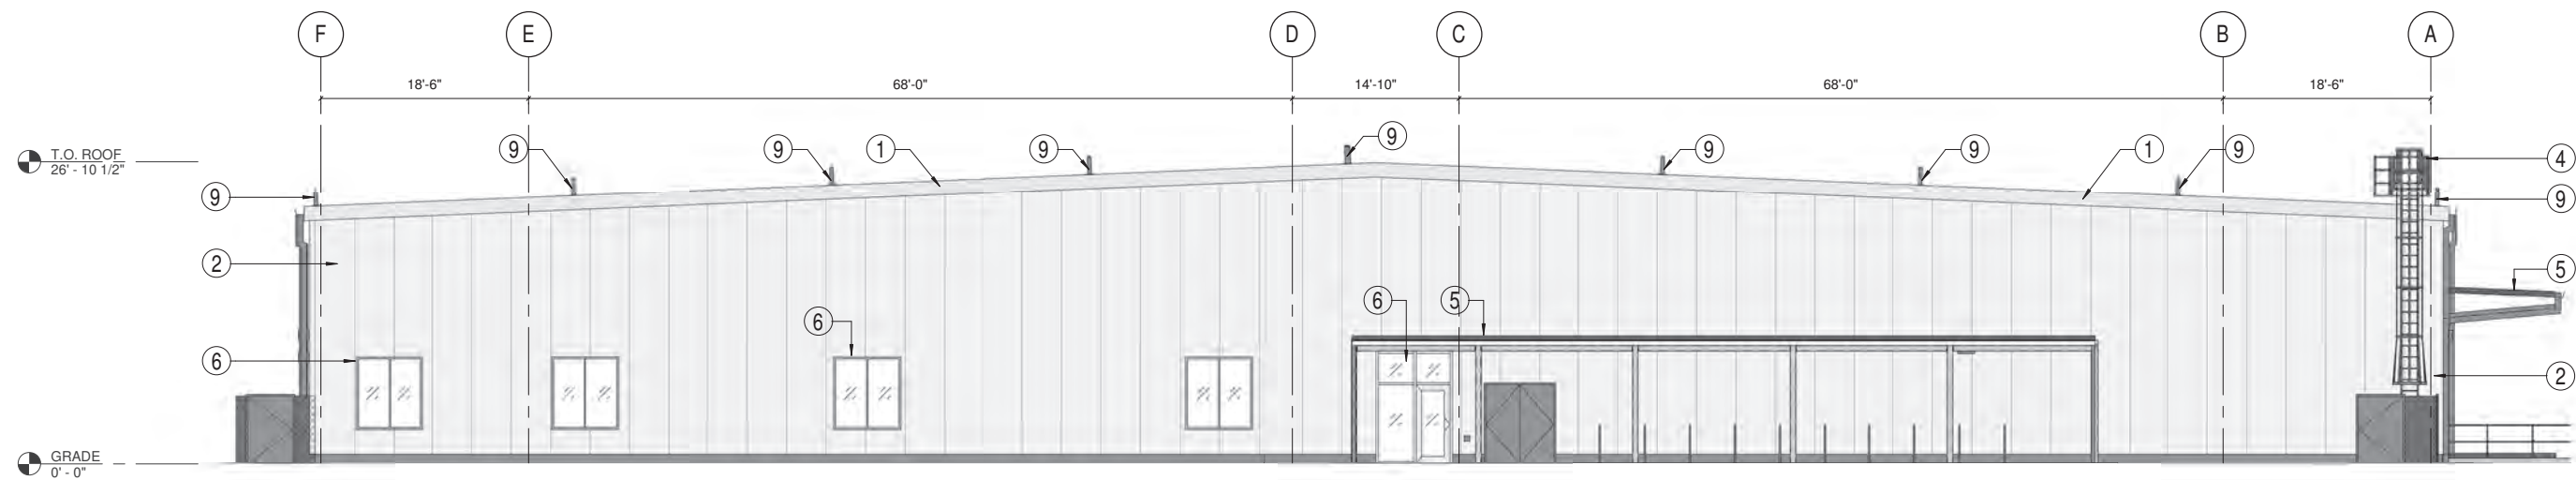 F E D C B A
18'-6" 68'-0" 14'-10" 68'-0" 18'-6"
9 9 1 9 9 9 9 1 9 4
T.O. ROOF
26' - 10 1/2"
9 9
2 5
6 5
6
6 2
GRADE
0' - 0"